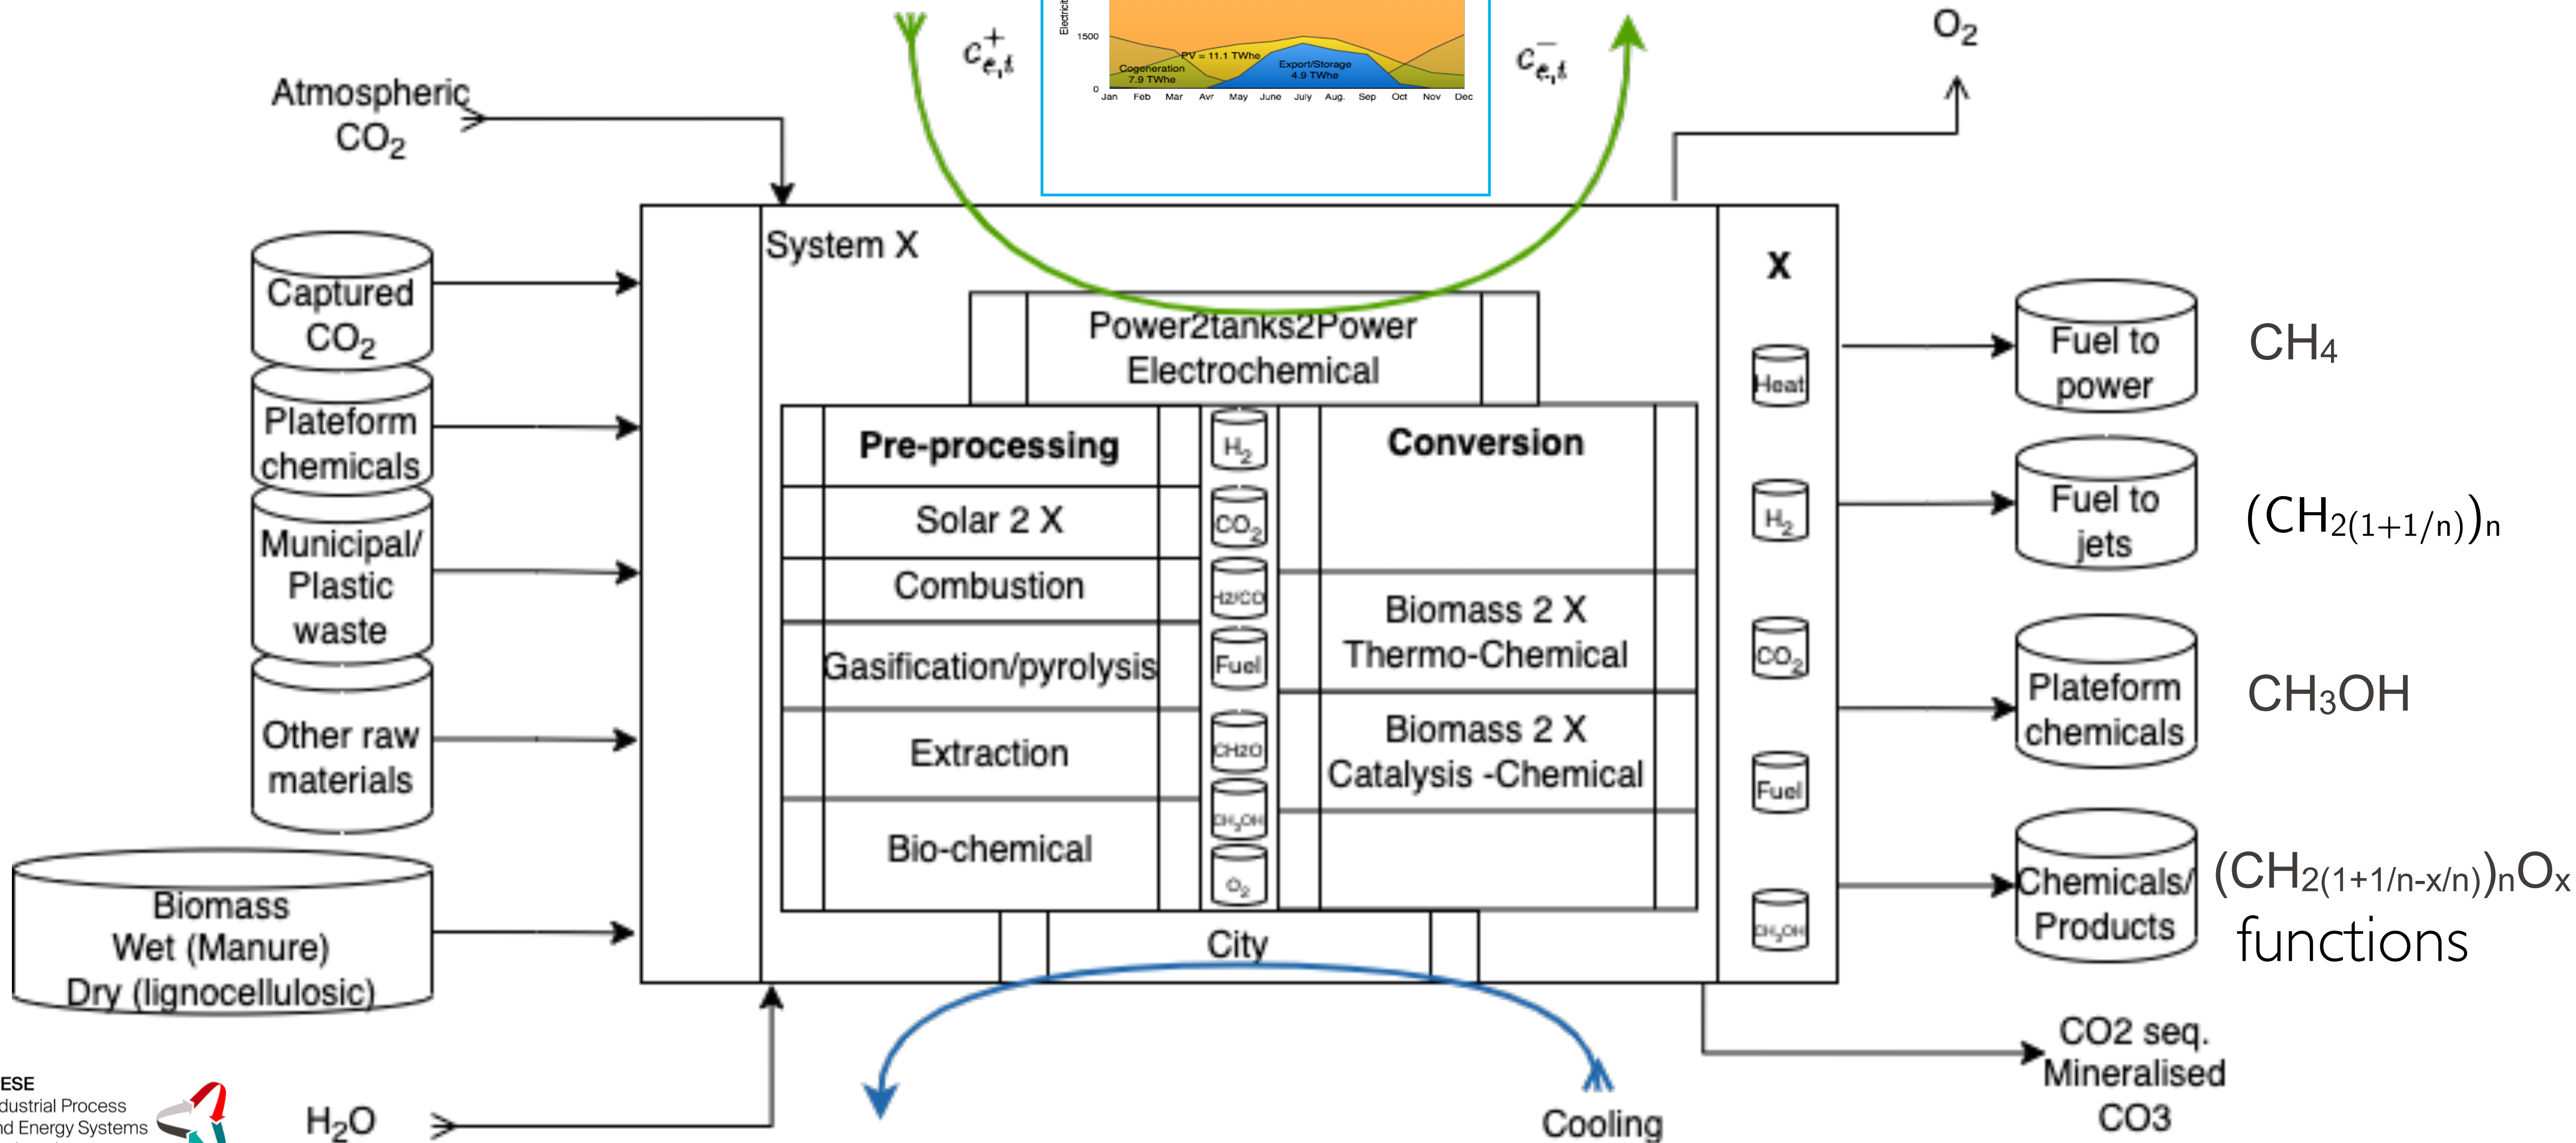 Electricit
1500
0
PV = 11.1 TWhe
Cogeneration
7.9 TWhe
Export/Storage
4.9 TWhe
Jan Feb Mar Avr May June July Aug. Sep Oct Nov Dec
c⁺e,t
c⁻e,t
O₂
Atmospheric
CO₂
System X
X
Captured
CO₂
Plateform
chemicals
Municipal/
Plastic
waste
Other raw
materials
Biomass
Wet (Manure)
Dry (lignocellulosic)
H₂O
Power2tanks2Power
Electrochemical
Pre-processing
Solar 2 X
Combustion
Gasification/pyrolysis
Extraction
Bio-chemical
H₂
CO₂
H2/CO
Fuel
CH2O
CH₃OH
O₂
Conversion
Biomass 2 X
Thermo-Chemical
Biomass 2 X
Catalysis -Chemical
City
Heat
H₂
CO₂
Fuel
CH₃OH
Fuel to
power
CH₄
Fuel to
jets
(CH₂₍₁₊₁/ₙ₎)ₙ
Plateform
chemicals
CH₃OH
Chemicals/
Products
(CH₂₍₁₊₁/ₙ₋ₓ/ₙ₎)ₙOₓ
functions
CO2 seq.
Mineralised
CO3
Cooling
ESE
dustrial Process
nd Energy Systems